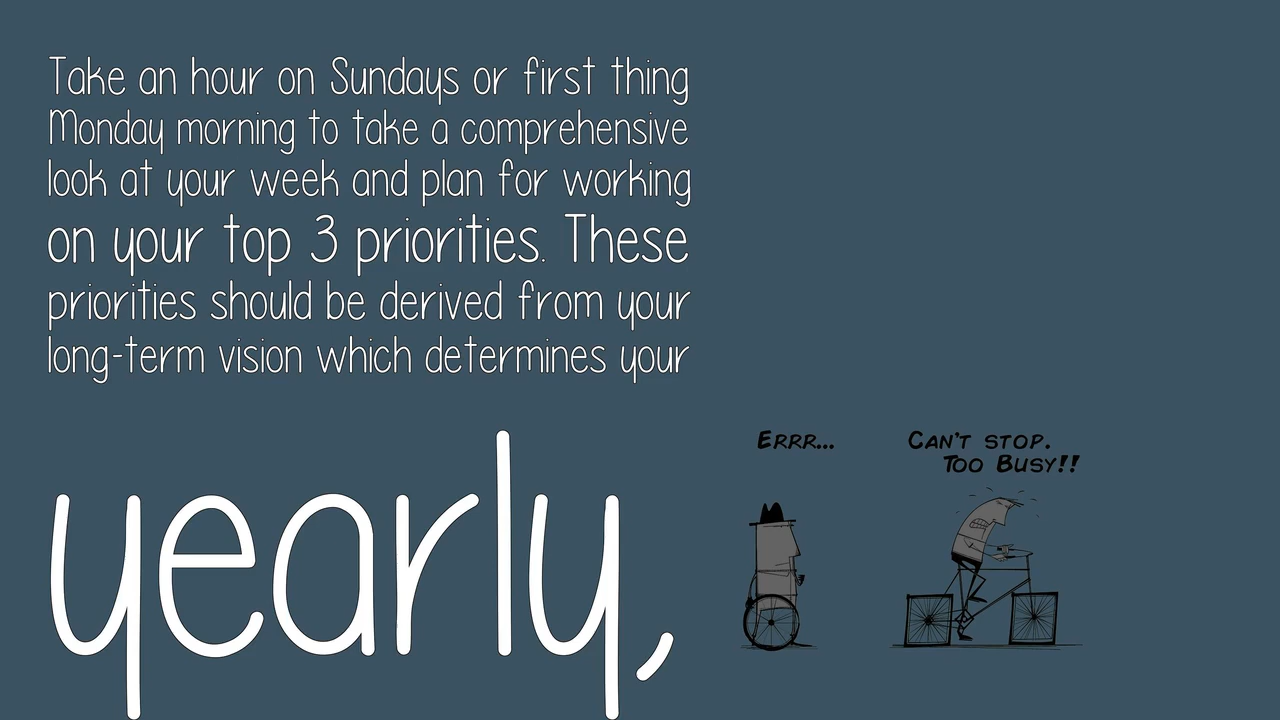 Take an hour on Sundays or first thing
Monday morning to take a comprehensive
look at your week and plan for working
on your top 3 priorities. These
priorities should be derived from your
long-term vision which determines your
yearly,
ERRR...
CAN'T STOP.
TOO BUSY!!